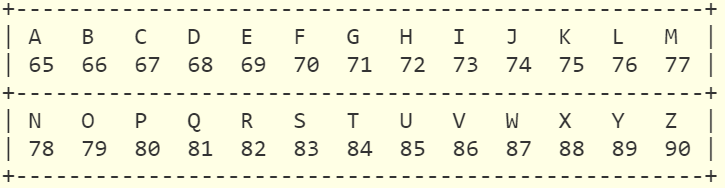 +---------------------------------------------------+
| A   B   C   D   E   F   G   H   I   J   K   L   M |
| 65  66  67  68  69  70  71  72  73  74  75  76  77 |
+---------------------------------------------------+
| N   O   P   Q   R   S   T   U   V   W   X   Y   Z |
| 78  79  80  81  82  83  84  85  86  87  88  89  90 |
+---------------------------------------------------+